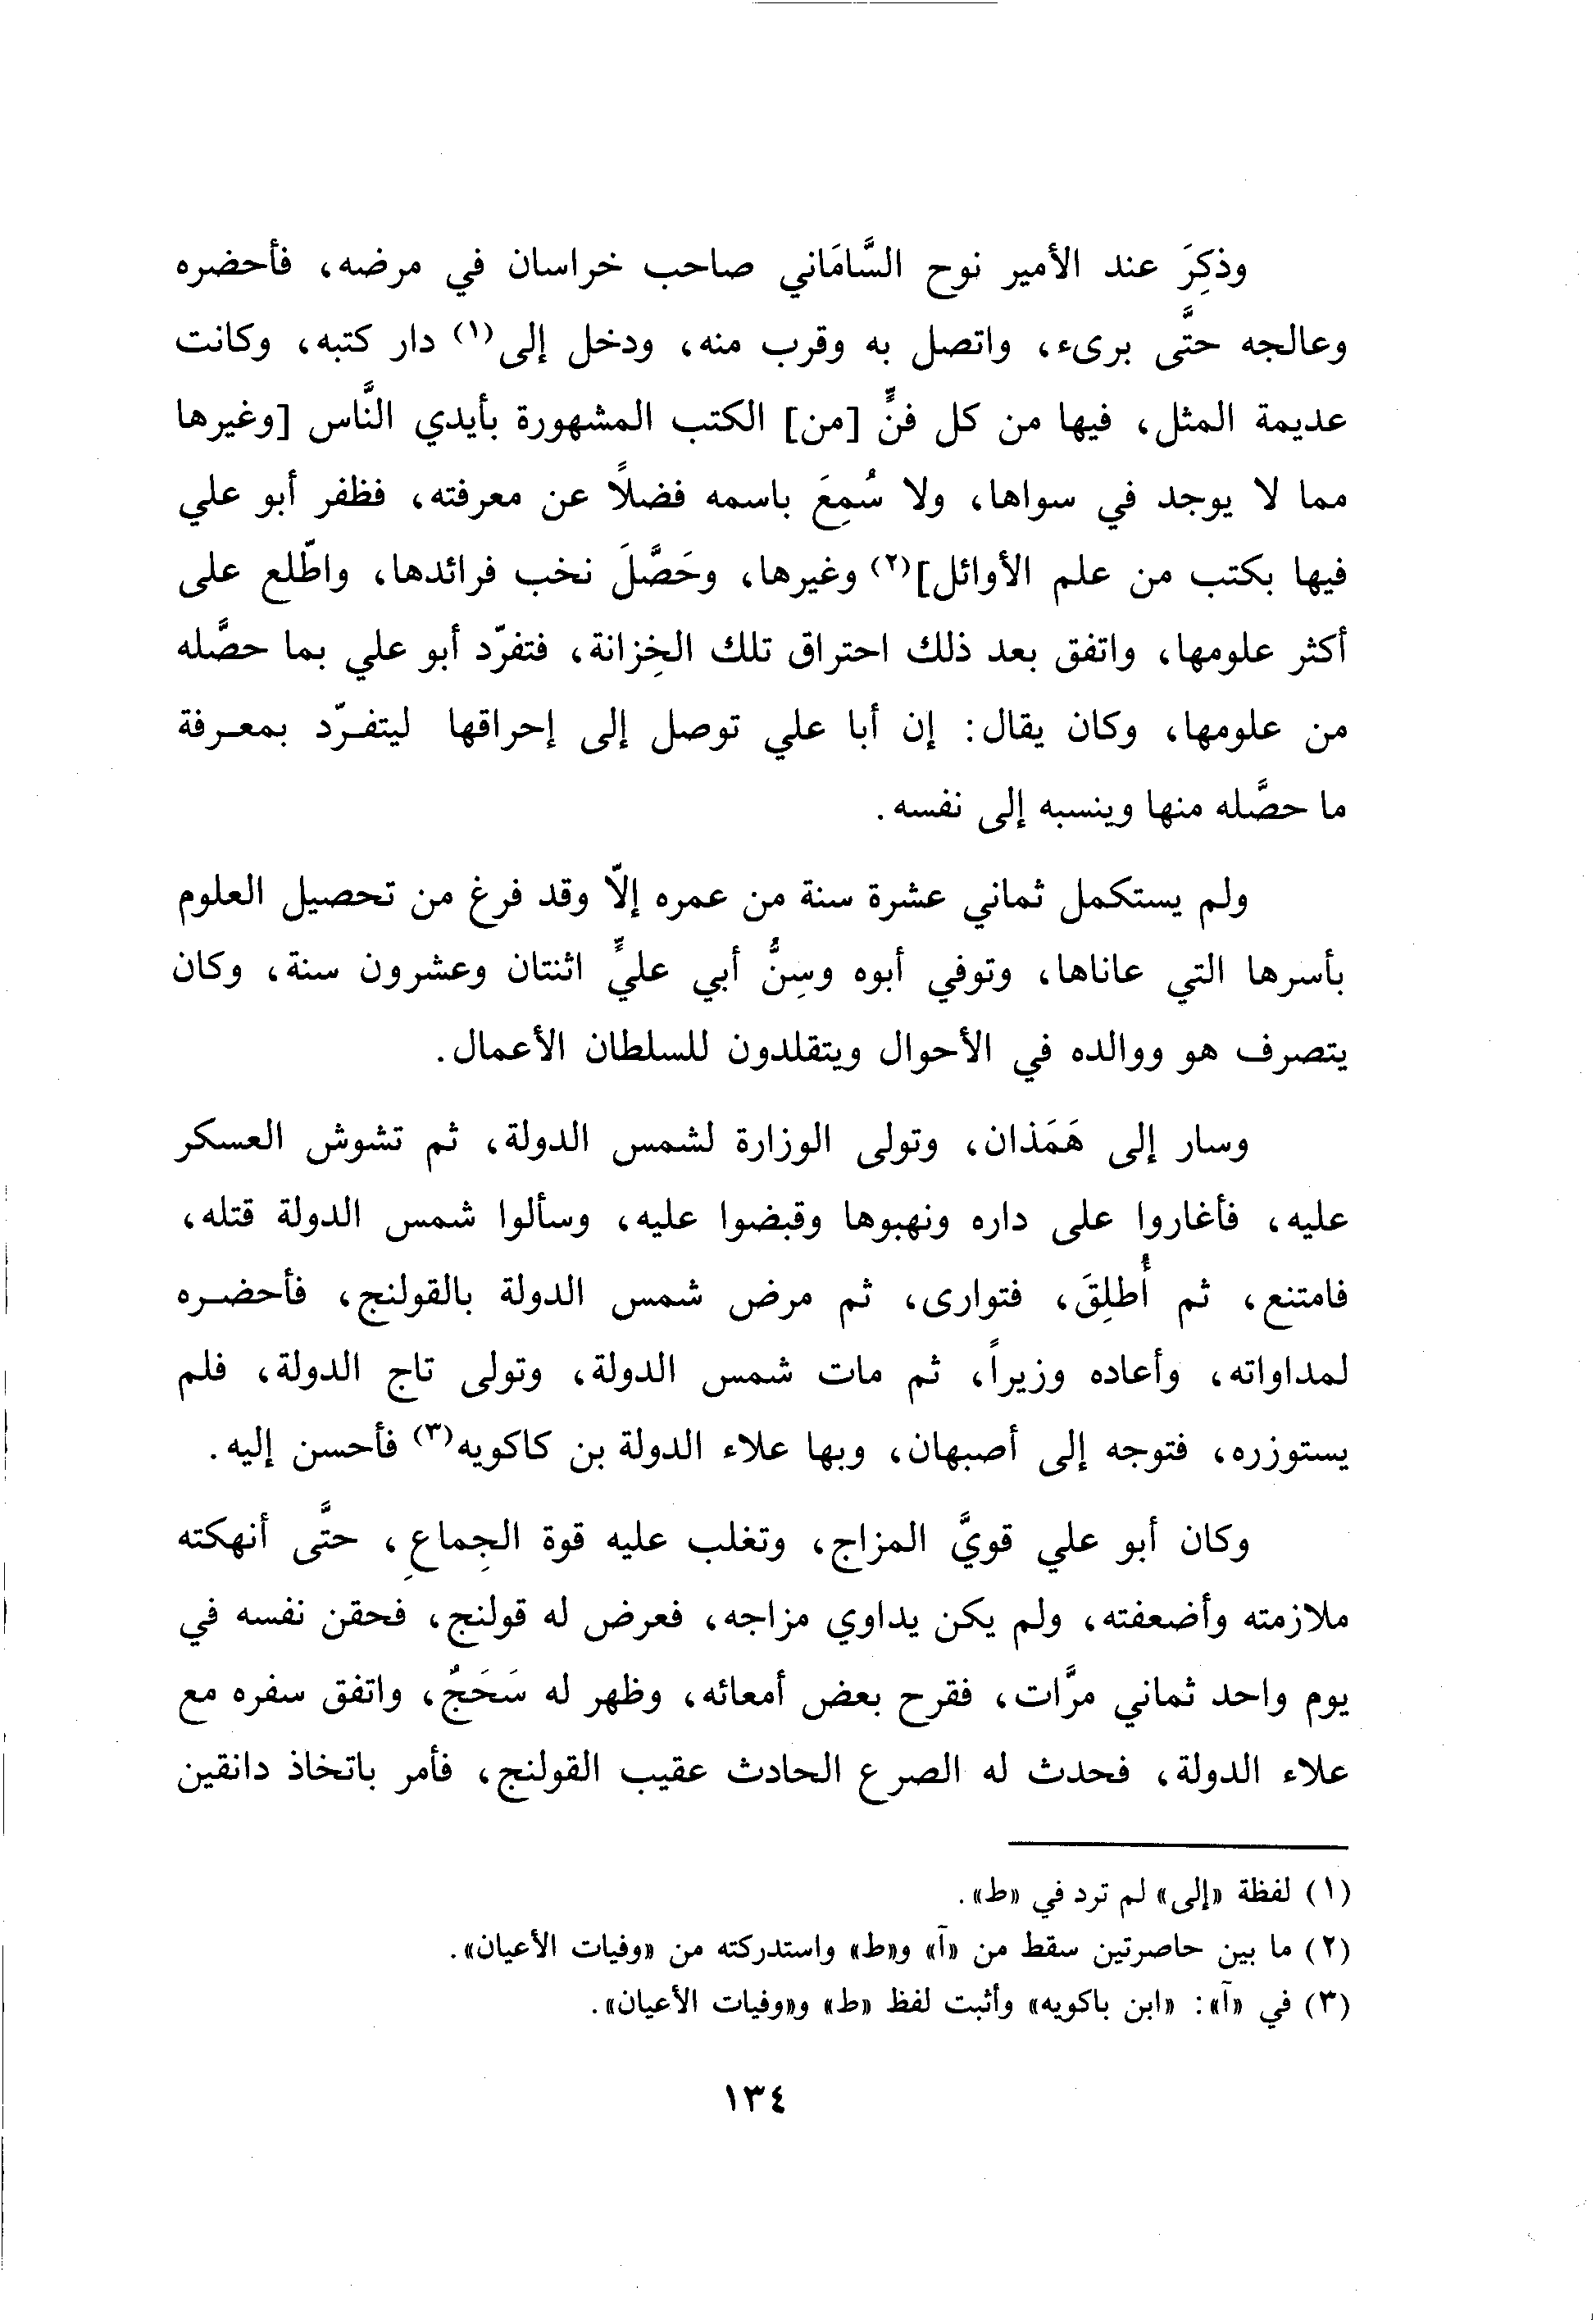 وذكِرَ عند الأمير نوح السَّامَاني صاحب خراسان في مرضه، فأحضره
وعالجه حتَّى برىء، واتصل به وقرب منه، ودخل إلى(١) دار كتبه، وكانت
عديمة المثل، فيها من كل فنٍّ [من] الكتب المشهورة بأيدي النَّاس [وغيرها
مما لا يوجد في سواها، ولا سُمِعَ باسمه فضلاً عن معرفته، فظفر أبو علي
فيها بكتب من علم الأوائل](٢) وغيرها، وحَصَّلَ نخب فرائدها، واطّلع على
أكثر علومها، واتفق بعد ذلك احتراق تلك الخِزانة، فتفرّد أبو علي بما حصَّله
من علومها، وكان يقال: إن أبا علي توصل إلى إحراقها ليتفـرّد بمعـرفة
ما حصَّله منها وينسبه إلى نفسه.
ولم يستكمل ثماني عشرة سنة من عمره إلّا وقد فرغ من تحصيل العلوم
بأسرها التي عاناها، وتوفي أبوه وسِنُّ أبي عليٍّ اثنتان وعشرون سنة، وكان
يتصرف هو ووالده في الأحوال ويتقلدون للسلطان الأعمال.
وسار إلى هَمَذان، وتولى الوزارة لشمس الدولة، ثم تشوش العسكر
عليه، فأغاروا على داره ونهبوها وقبضوا عليه، وسألوا شمس الدولة قتله،
فامتنع، ثم أُطلِقَ، فتوارى، ثم مرض شمس الدولة بالقولنج، فأحضـره
لمداواته، وأعاده وزيراً، ثم مات شمس الدولة، وتولى تاج الدولة، فلم
يستوزره، فتوجه إلى أصبهان، وبها علاء الدولة بن كاكويه(٣) فأحسن إليه.
وكان أبو علي قويَّ المزاج، وتغلب عليه قوة الجِماعِ، حتَّى أنهكته
ملازمته وأضعفته، ولم يكن يداوي مزاجه، فعرض له قولنج، فحقن نفسه في
يوم واحد ثماني مرَّات، فقرح بعض أمعائه، وظهر له سَحَجٌ، واتفق سفره مع
علاء الدولة، فحدث له الصرع الحادث عقيب القولنج، فأمر باتخاذ دانقين
(١) لفظة «إلى» لم ترد في «ط».
(٢) ما بين حاصرتين سقط من «آ» و«ط» واستدركته من «وفيات الأعيان».
(٣) في «آ»: «ابن باكويه» وأثبت لفظ «ط» و«وفيات الأعيان».
١٣٤